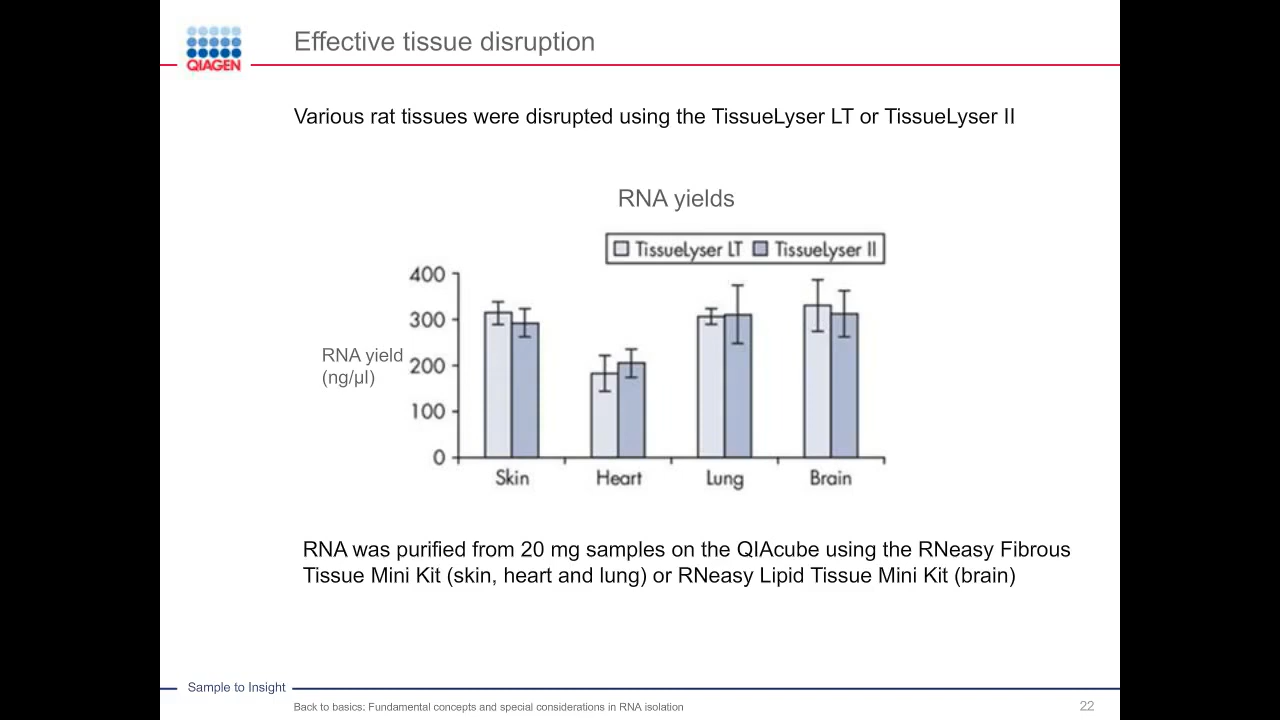 QIAGEN
Effective tissue disruption
Various rat tissues were disrupted using the TissueLyser LT or TissueLyser II
RNA yields
TissueLyser LT TissueLyser II
400
300
RNA yield
(ng/µl)
200
100
0
Skin Heart Lung Brain
RNA was purified from 20 mg samples on the QIAcube using the RNeasy Fibrous
Tissue Mini Kit (skin, heart and lung) or RNeasy Lipid Tissue Mini Kit (brain)
Sample to Insight
Back to basics: Fundamental concepts and special considerations in RNA isolation
22